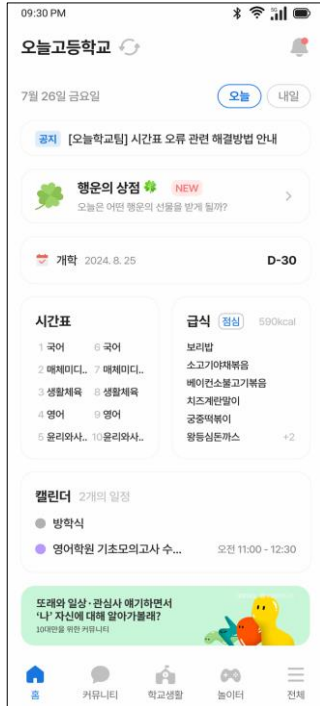 09:30 PM
오늘고등학교
7월 26일 금요일
오늘
내일
공지 [오늘학교팀] 시간표 오류 관련 해결방법 안내
행운의 상점 NEW
오늘은 어떤 행운의 선물을 받게 될까?
개학 2024. 8. 25
D-30
시간표
1 국어 6 국어
2 매체미디.. 7 매체미디..
3 생활체육 8 생활체육
4 영어 9 영어
5 윤리와사.. 10 윤리와사..
급식 점심 590kcal
보리밥
소고기야채볶음
베이컨소불고기볶음
치즈계란말이
궁중떡볶이
왕등심돈까스 +2
캘린더 2개의 일정
방학식
영어학원 기초모의고사 수... 오전 11:00 - 12:30
또래와 일상·관심사 얘기하면서
‘나’ 자신에 대해 알아가볼래?
10대만을 위한 커뮤니티
홈
커뮤니티
학교생활
놀이터
전체